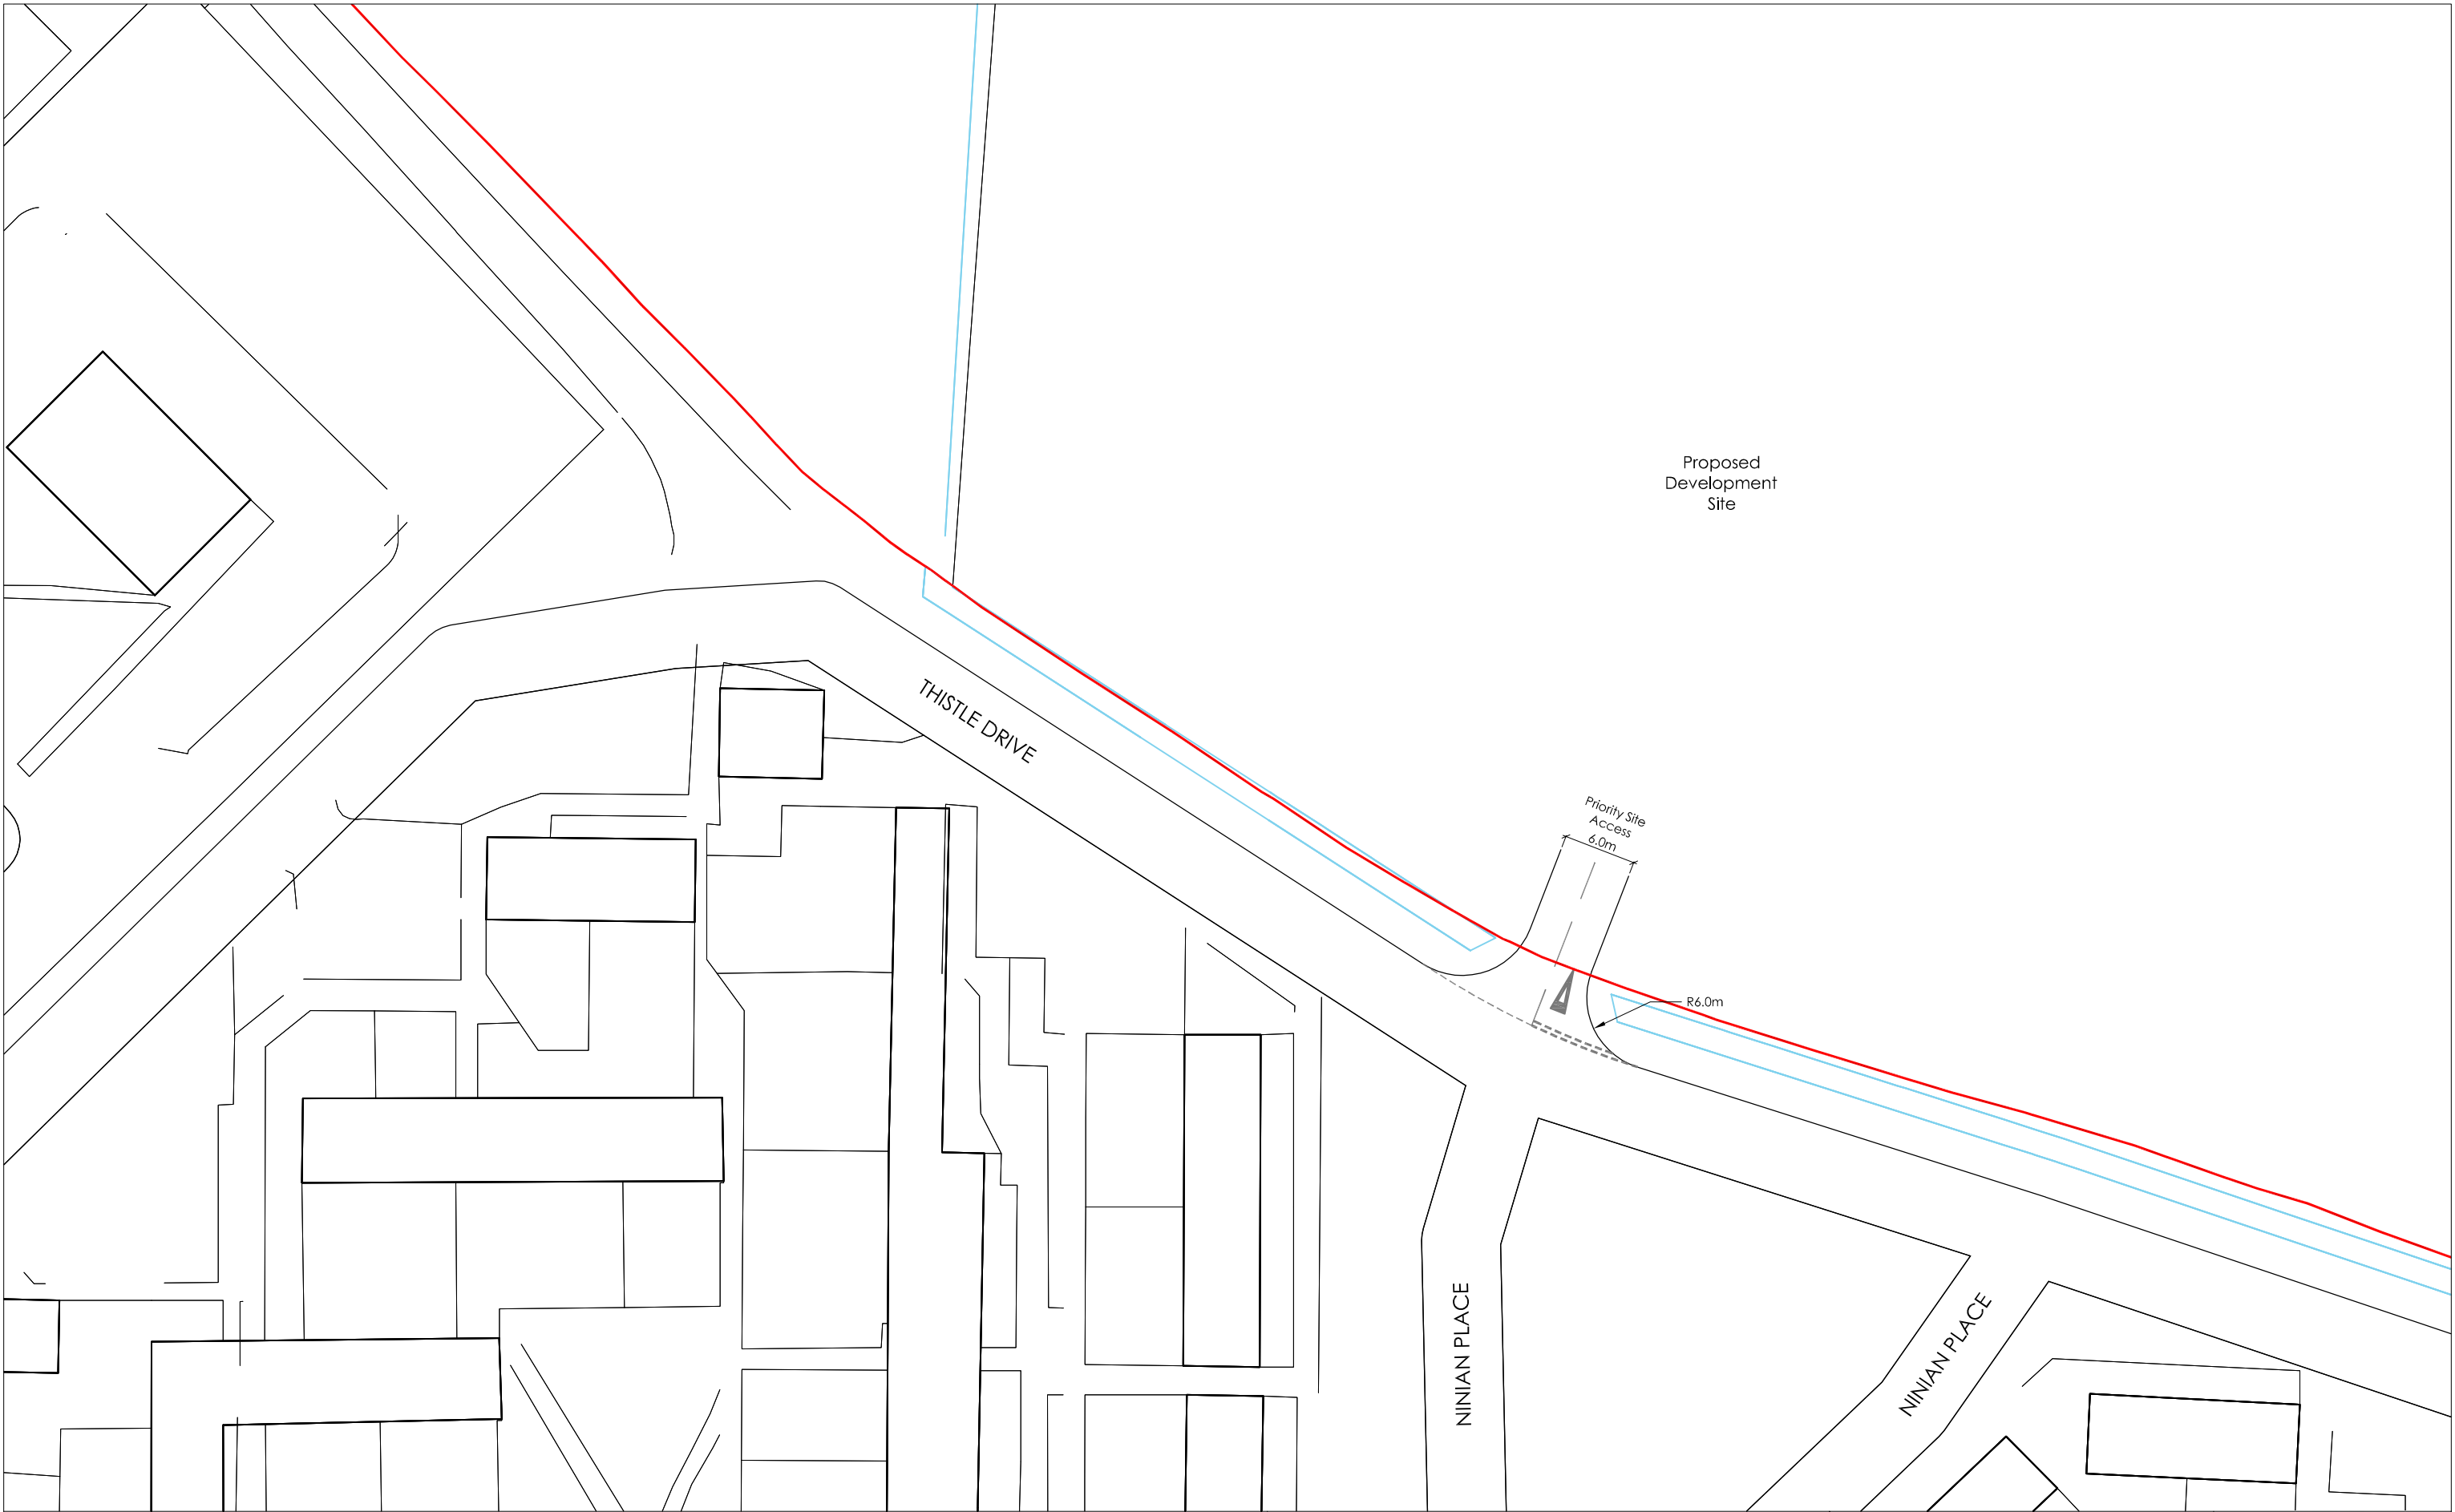 Proposed
Development
Site
THISTLE DRIVE
Priority Site
Access
6.0m
R6.0m
NINIAN PLACE
NINIAN PLACE